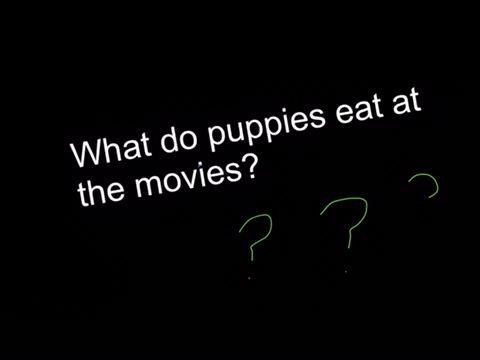 What do puppies eat at
the movies?
? ? ?